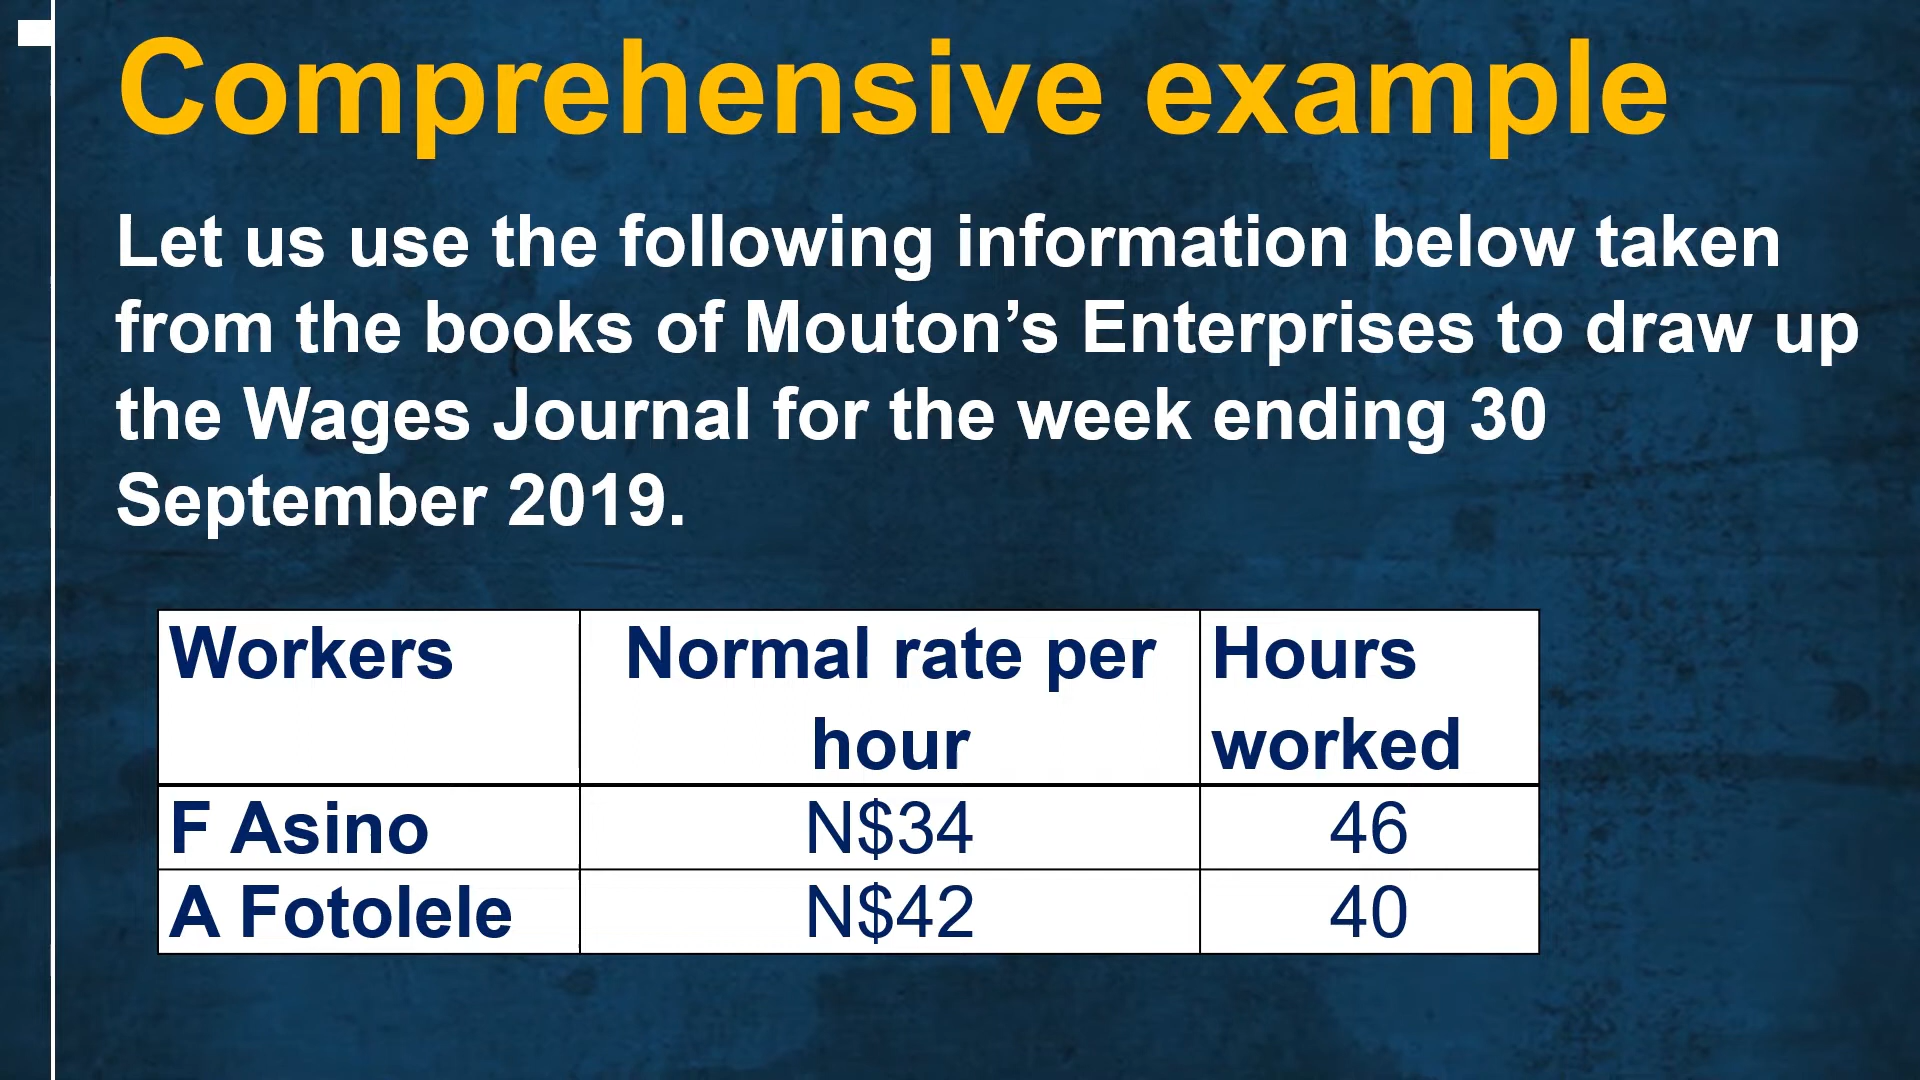 Comprehensive example
Let us use the following information below taken
from the books of Mouton’s Enterprises to draw up
the Wages Journal for the week ending 30
September 2019.
Workers Normal rate per hour Hours worked
F Asino N$34 46
A Fotolele N$42 40